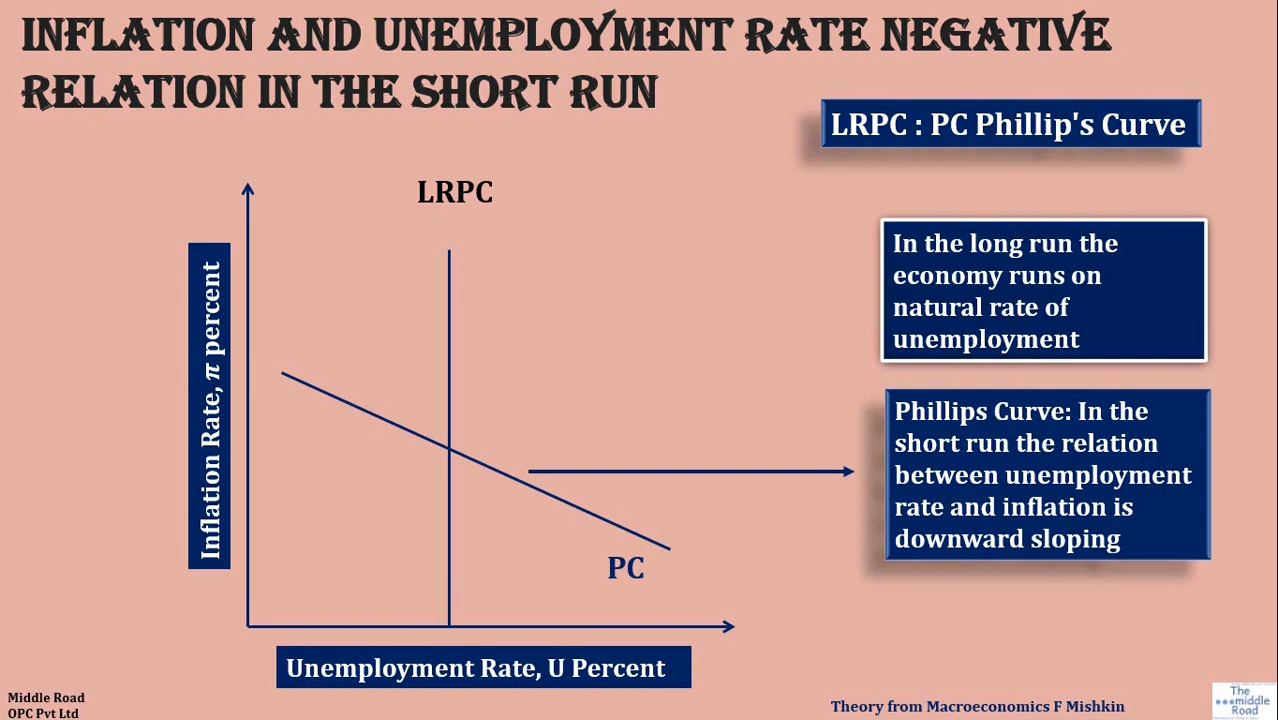 INFLATION AND UNEMPLOYMENT RATE NEGATIVE
RELATION IN THE SHORT RUN
LRPC : PC Phillip's Curve
LRPC
In the long run the
economy runs on
natural rate of
unemployment
Inflation Rate, π percent
Phillips Curve: In the
short run the relation
between unemployment
rate and inflation is
downward sloping
PC
Unemployment Rate, U Percent
Middle Road
OPC Pvt Ltd
Theory from Macroeconomics F Mishkin
The
middle
Road